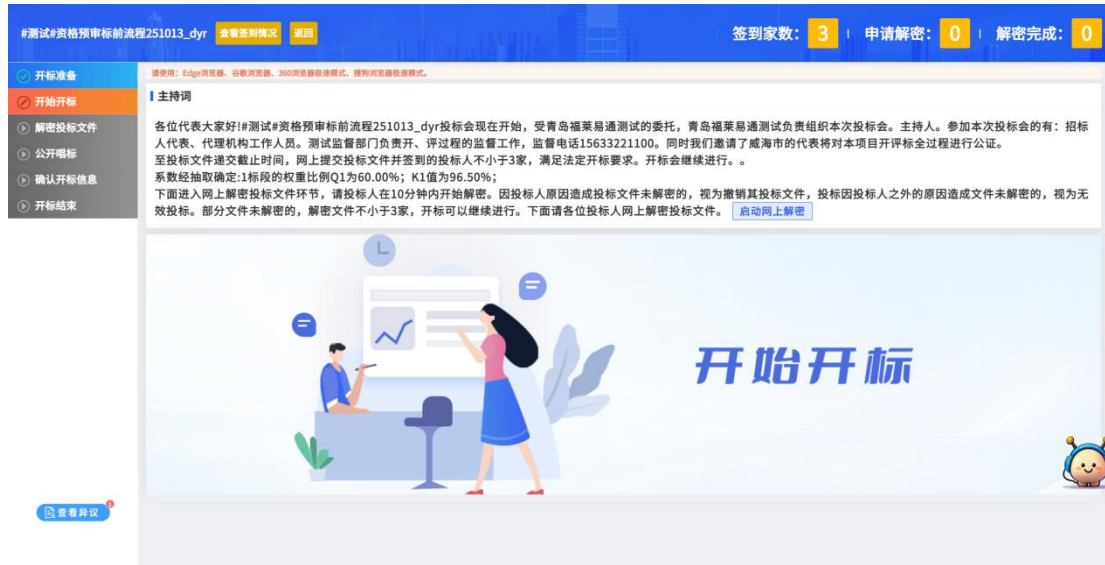 #测试#资格预审标前流程251013_dyr 查看签到情况 返回 签到家数: 3 申请解密: 0 解密完成: 0
开标准备
开始开标
解密投标文件
公开唱标
确认开标信息
开标结束
请使用：Edge浏览器、谷歌浏览器、360浏览器极速模式、搜狗浏览器极速模式。
主持词
各位代表大家好!#测试#资格预审标前流程251013_dyr投标会现在开始，受青岛福莱易通测试的委托，青岛福莱易通测试负责组织本次投标会。主持人。参加本次投标会的有：招标
人代表、代理机构工作人员。测试监督部门负责开、评过程的监督工作，监督电话15633221100。同时我们邀请了威海市的代表将对本项目开评标全过程进行公证。
至投标文件递交截止时间，网上提交投标文件并签到的投标人不小于3家，满足法定开标要求。开标会继续进行。。
系数经抽取确定:1标段的权重比例Q1为60.00%；K1值为96.50%；
下面进入网上解密投标文件环节，请投标人在10分钟内开始解密。因投标人原因造成投标文件未解密的，视为撤销其投标文件，投标因投标人之外的原因造成文件未解密的，视为无
效投标。部分文件未解密的，解密文件不小于3家，开标可以继续进行。下面请各位投标人网上解密投标文件。 启动网上解密
开始开标
查看异议